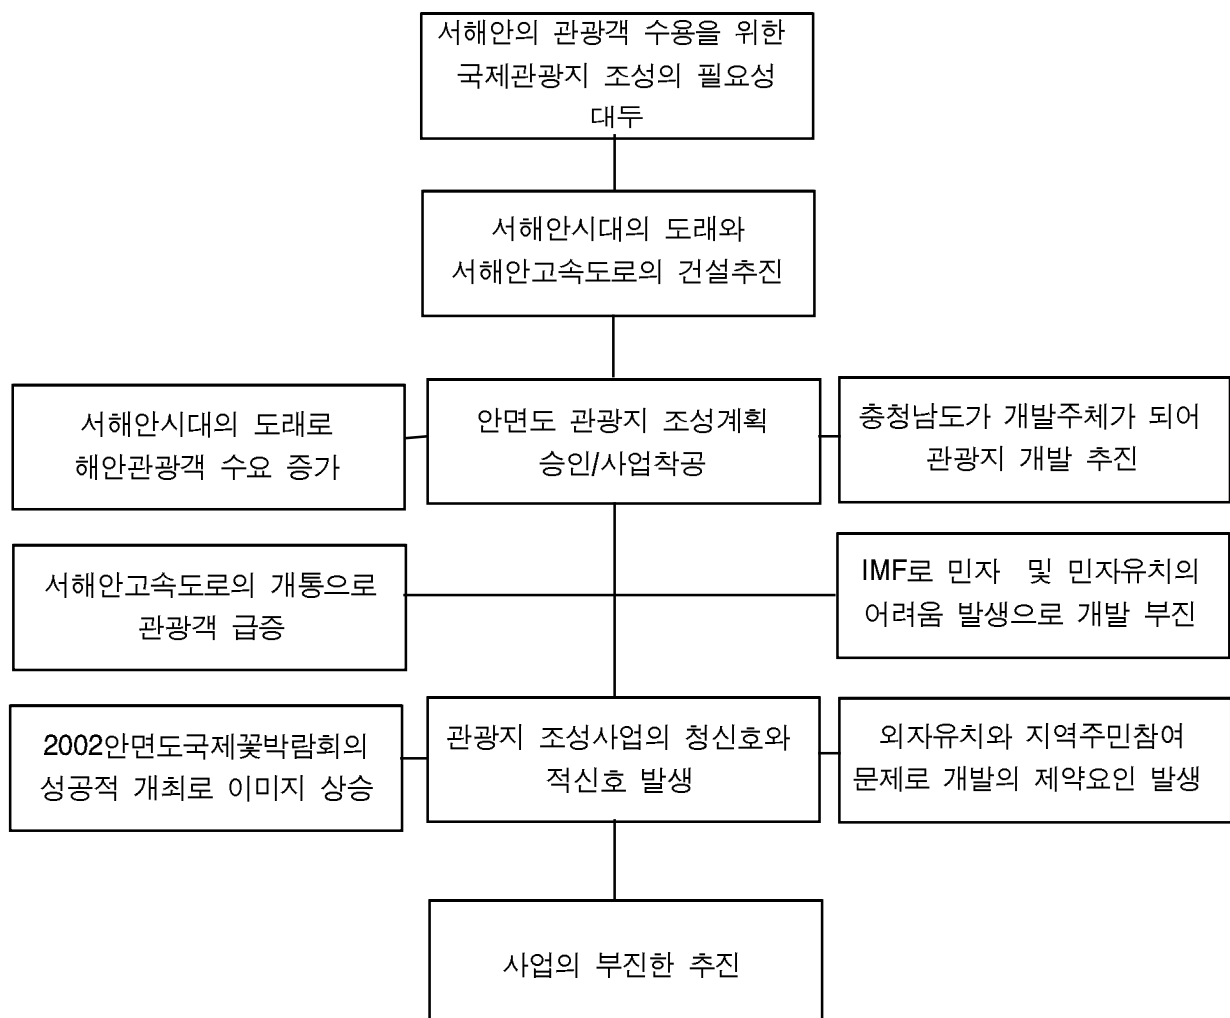 서해안의 관광객 수용을 위한
국제관광지 조성의 필요성
대두
서해안시대의 도래와
서해안고속도로의 건설추진
서해안시대의 도래로
해안관광객 수요 증가
안면도 관광지 조성계획
승인/사업착공
충청남도가 개발주체가 되어
관광지 개발 추진
서해안고속도로의 개통으로
관광객 급증
IMF로 민자 및 민자유치의
어려움 발생으로 개발 부진
2002안면도국제꽃박람회의
성공적 개최로 이미지 상승
관광지 조성사업의 청신호와
적신호 발생
외자유치와 지역주민참여
문제로 개발의 제약요인 발생
사업의 부진한 추진